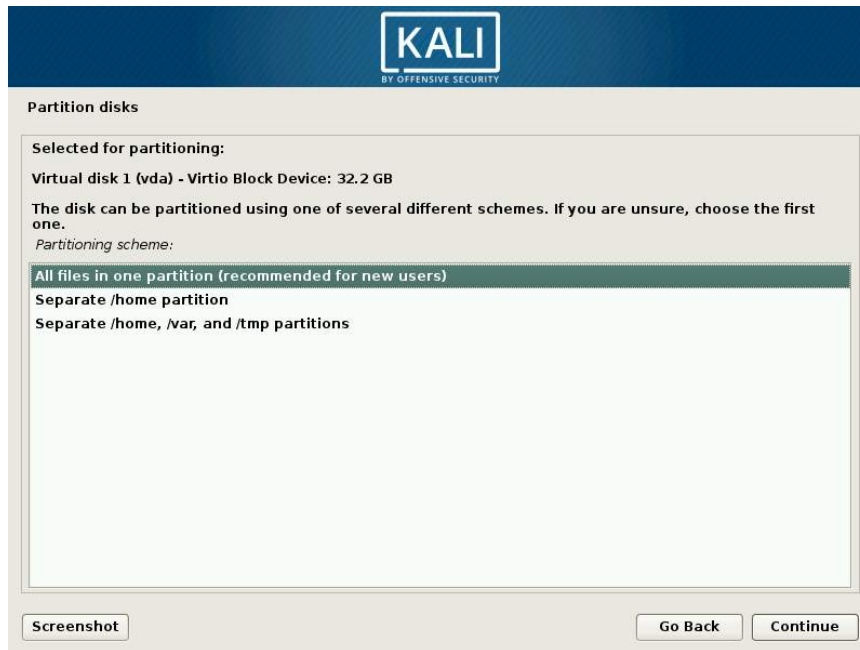 KALI
BY OFFENSIVE SECURITY
Partition disks
Selected for partitioning:
Virtual disk 1 (vda) - Virtio Block Device: 32.2 GB
The disk can be partitioned using one of several different schemes. If you are unsure, choose the first
one.
Partitioning scheme:
All files in one partition (recommended for new users)
Separate /home partition
Separate /home, /var, and /tmp partitions
Screenshot
Go Back
Continue